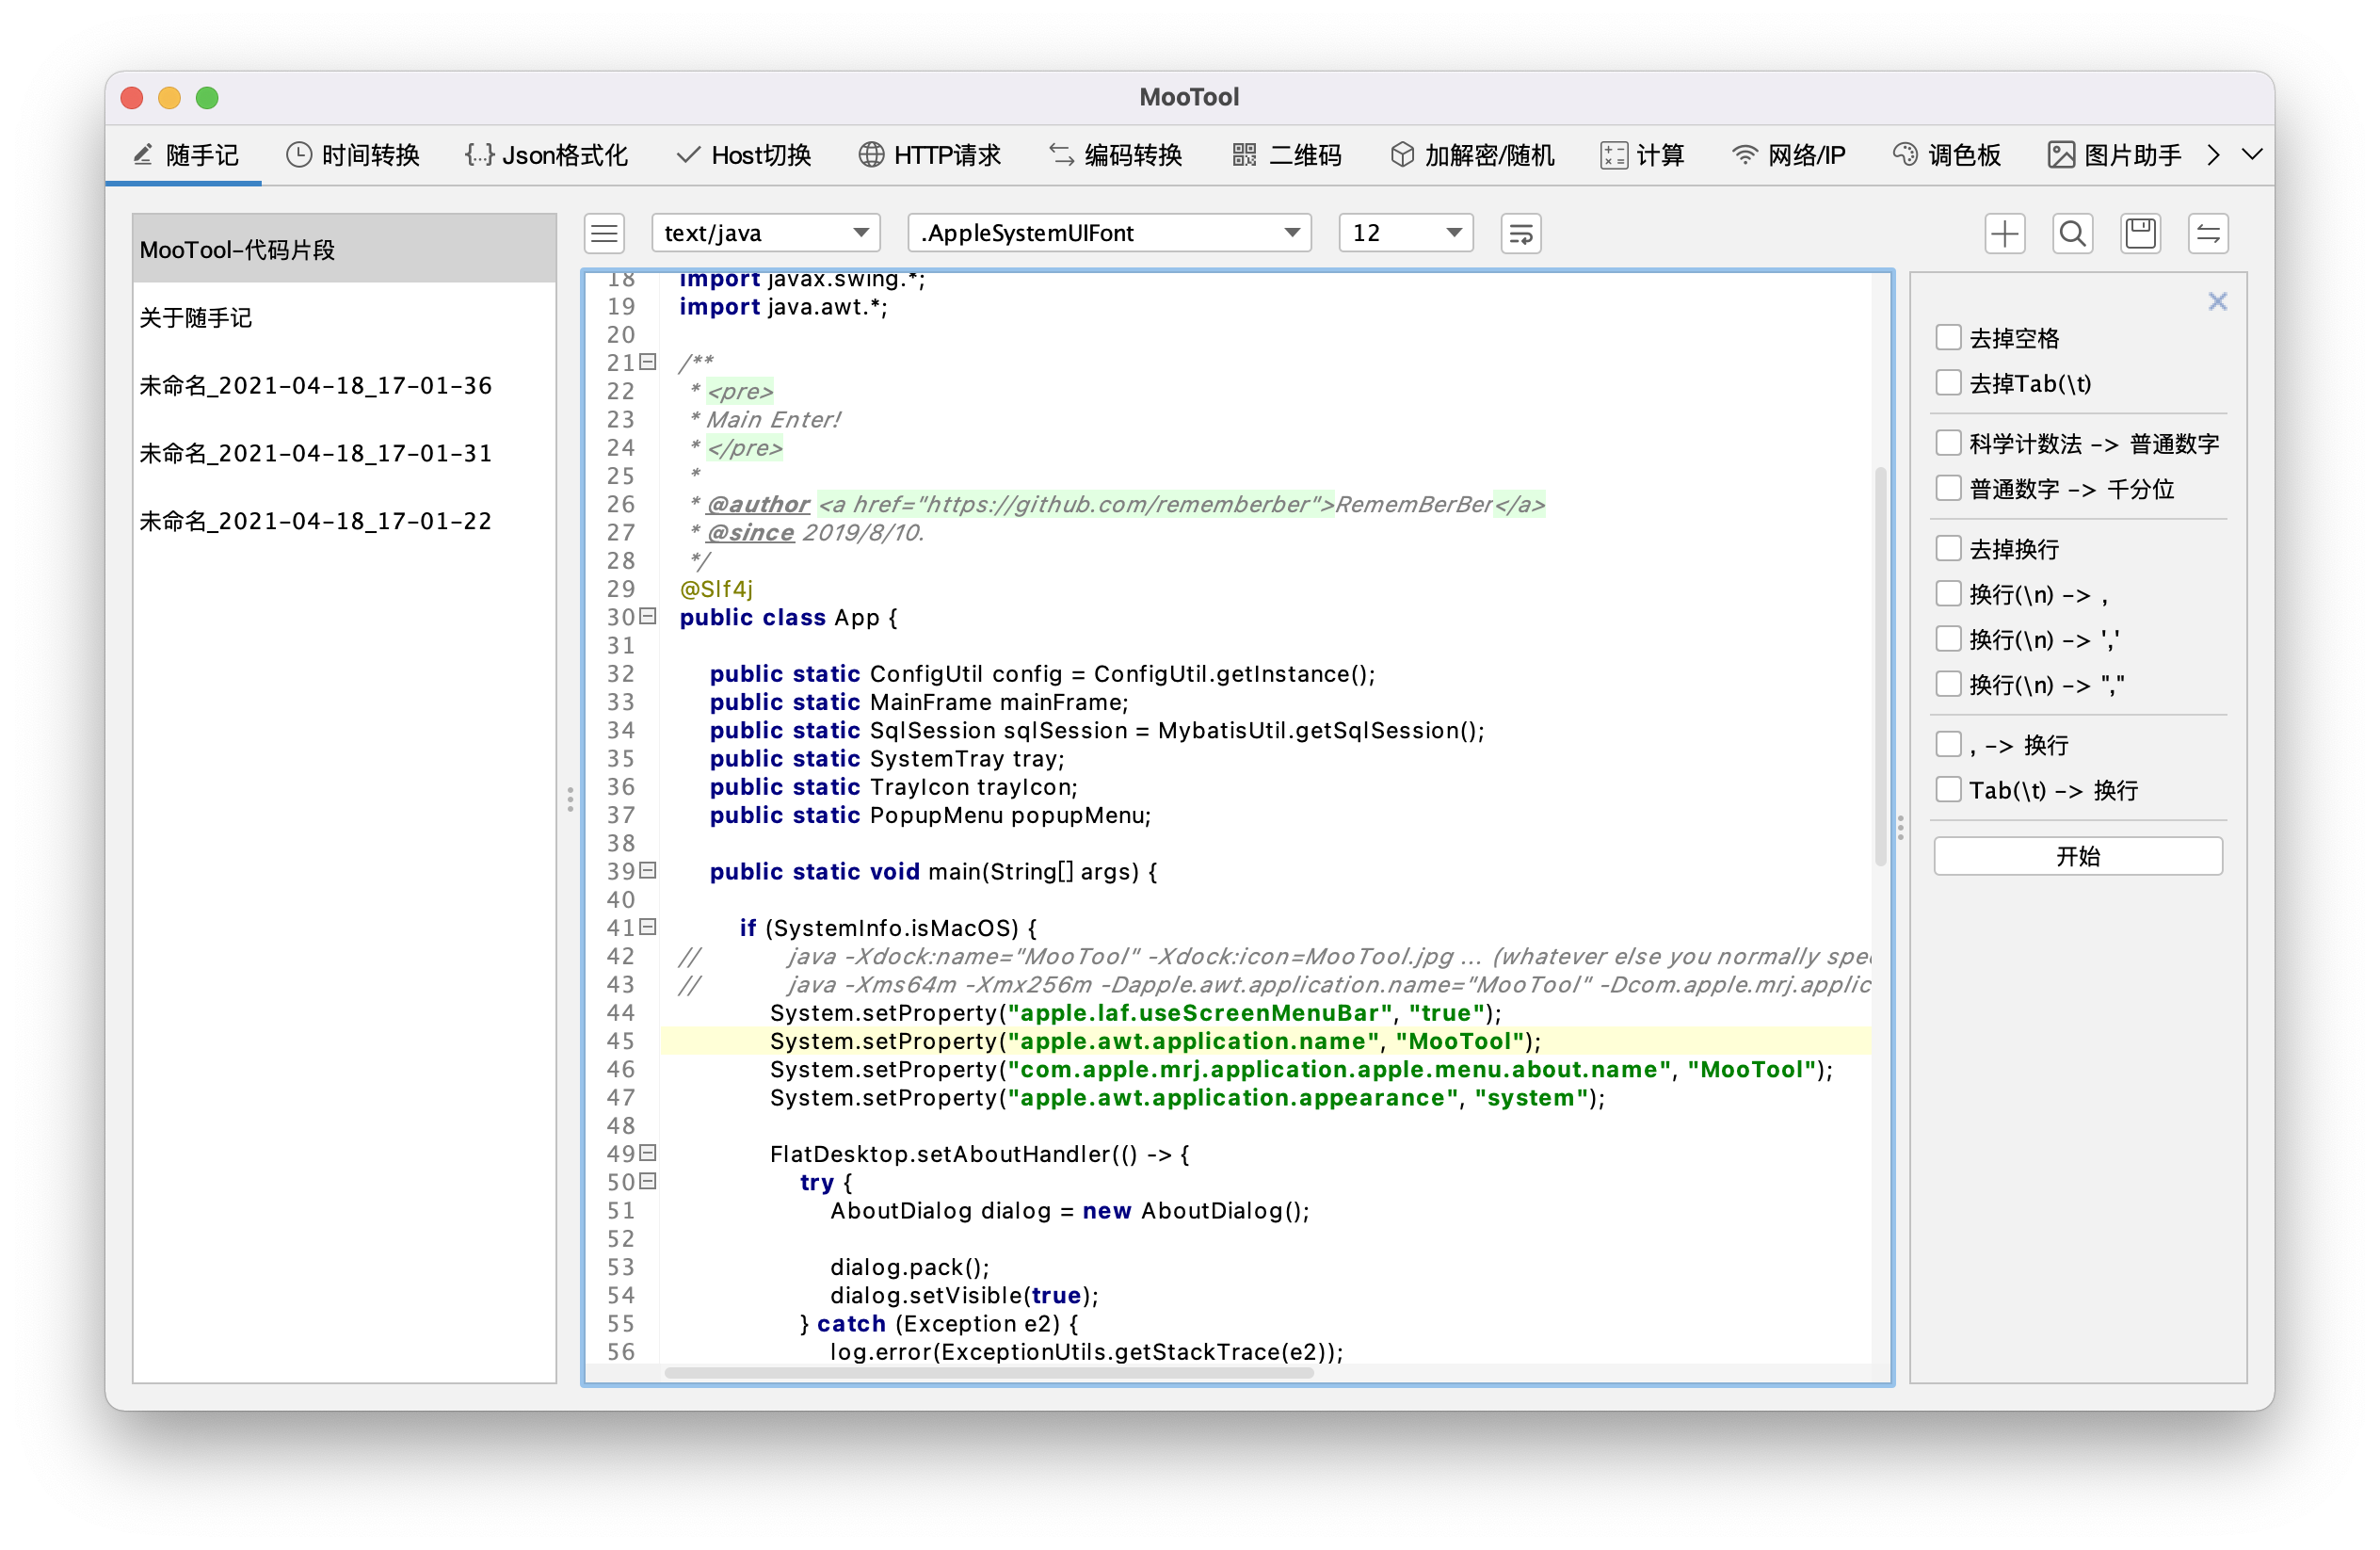 MooTool
随手记 时间转换 {...} Json格式化 Host切换 HTTP请求 编码转换 二维码 加解密/随机 计算 网络/IP 调色板 图片助手
MooTool-代码片段
关于随手记
未命名_2021-04-18_17-01-36
未命名_2021-04-18_17-01-31
未命名_2021-04-18_17-01-22
text/java .AppleSystemUIFont 12
18 import javax.swing.*;
19 import java.awt.*;
20
21 /**
22 * <pre>
23 * Main Enter!
24 * </pre>
25 *
26 * @author <a href="https://github.com/rememberber">RememBerBer</a>
27 * @since 2019/8/10.
28 */
29 @Slf4j
30 public class App {
31
32 public static ConfigUtil config = ConfigUtil.getInstance();
33 public static MainFrame mainFrame;
34 public static SqlSession sqlSession = MybatisUtil.getSqlSession();
35 public static SystemTray tray;
36 public static TrayIcon trayIcon;
37 public static PopupMenu popupMenu;
38
39 public static void main(String[] args) {
40
41 if (SystemInfo.isMacOS) {
42 // java -Xdock:name="MooTool" -Xdock:icon=MooTool.jpg ... (whatever else you normally spe
43 // java -Xms64m -Xmx256m -Dapple.awt.application.name="MooTool" -Dcom.apple.mrj.applic
44 System.setProperty("apple.laf.useScreenMenuBar", "true");
45 System.setProperty("apple.awt.application.name", "MooTool");
46 System.setProperty("com.apple.mrj.application.apple.menu.about.name", "MooTool");
47 System.setProperty("apple.awt.application.appearance", "system");
48
49 FlatDesktop.setAboutHandler(() -> {
50 try {
51 AboutDialog dialog = new AboutDialog();
52
53 dialog.pack();
54 dialog.setVisible(true);
55 } catch (Exception e2) {
56 log.error(ExceptionUtils.getStackTrace(e2));
去掉空格
去掉Tab(\t)
科学计数法 -> 普通数字
普通数字 -> 千分位
去掉换行
换行(\n) -> ,
换行(\n) -> ','
换行(\n) -> ","
, -> 换行
Tab(\t) -> 换行
开始